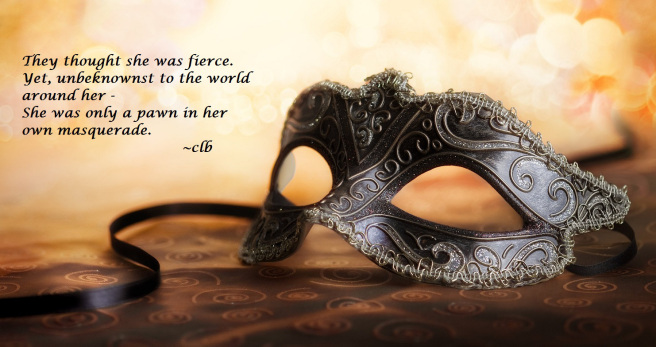 They thought she was fierce.
Yet, unbeknownst to the world
around her -
She was only a pawn in her
own masquerade.
~clb